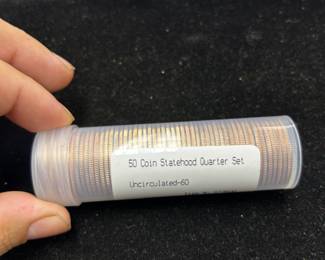 50 Coin Statehood Quarter Set
Uncirculated-60